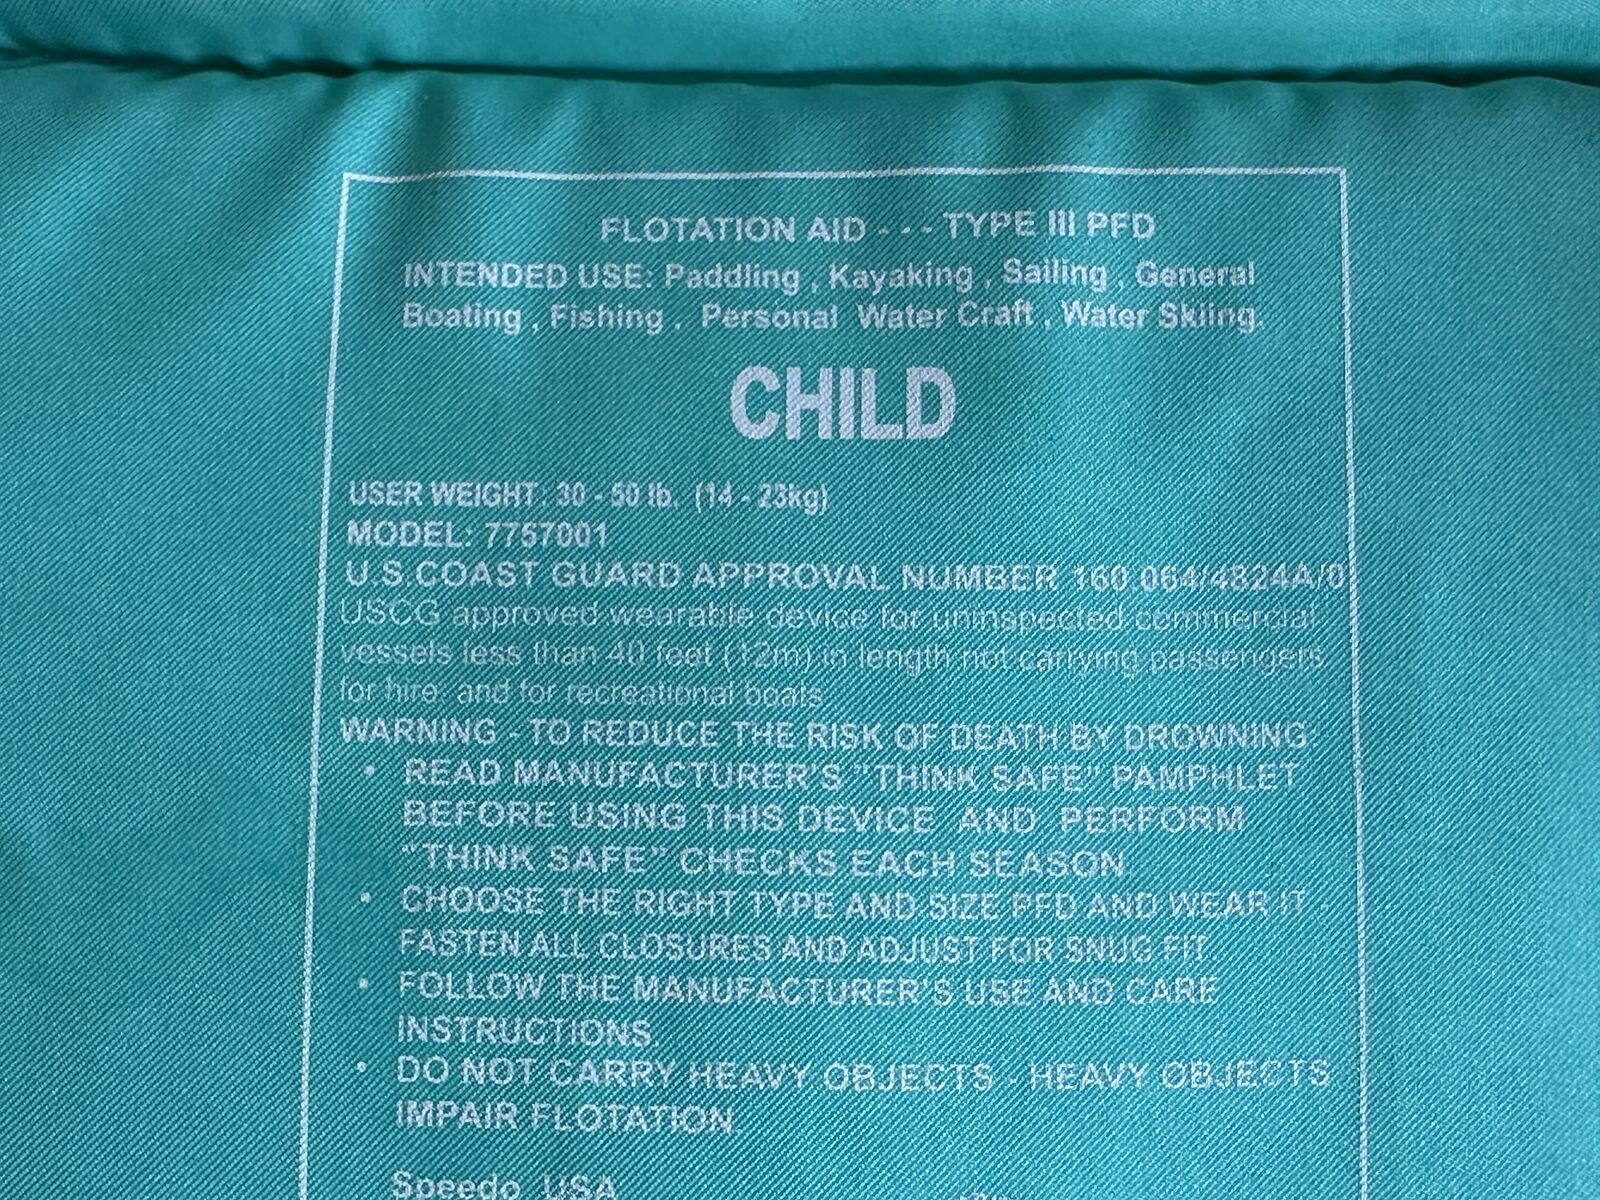 FLOTATION AID - - - TYPE III PFD
INTENDED USE: Paddling , Kayaking , Sailing , General
Boating , Fishing , Personal Water Craft , Water Skiing.
CHILD
USER WEIGHT: 30 - 50 lb. (14 - 23kg)
MODEL: 7757001
U.S.COAST GUARD APPROVAL NUMBER 160.064/4824A/0
USCG approved wearable device for uninspected commercial
vessels less than 40 feet (12m) in length not carrying passengers
for hire, and for recreational boats
WARNING - TO REDUCE THE RISK OF DEATH BY DROWNING:
• READ MANUFACTURER'S "THINK SAFE" PAMPHLET
BEFORE USING THIS DEVICE AND PERFORM
"THINK SAFE" CHECKS EACH SEASON
• CHOOSE THE RIGHT TYPE AND SIZE PFD AND WEAR IT -
FASTEN ALL CLOSURES AND ADJUST FOR SNUG FIT.
• FOLLOW THE MANUFACTURER'S USE AND CARE
INSTRUCTIONS.
• DO NOT CARRY HEAVY OBJECTS - HEAVY OBJECTS
IMPAIR FLOTATION.
Speedo USA